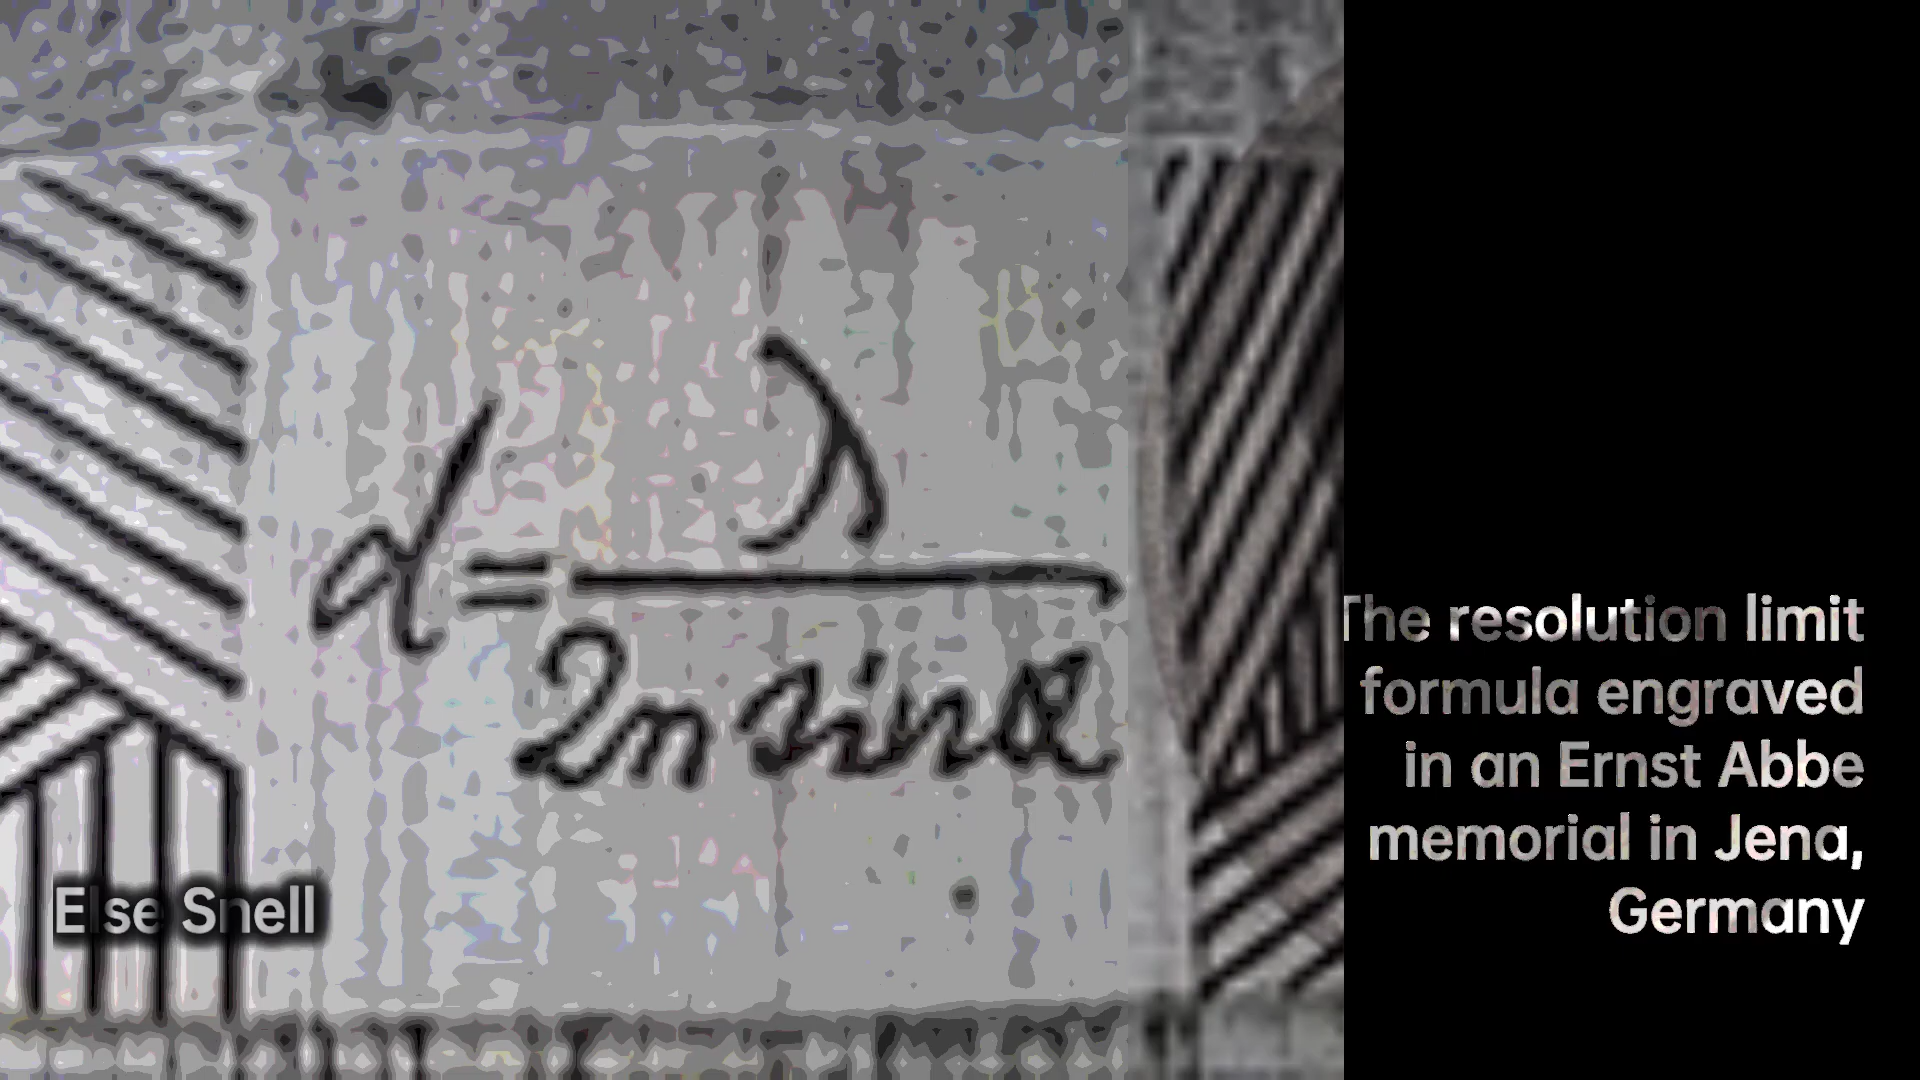 λ
d = ―
2n sin α
Else Snell
The resolution limit
formula engraved
in an Ernst Abbe
memorial in Jena,
Germany